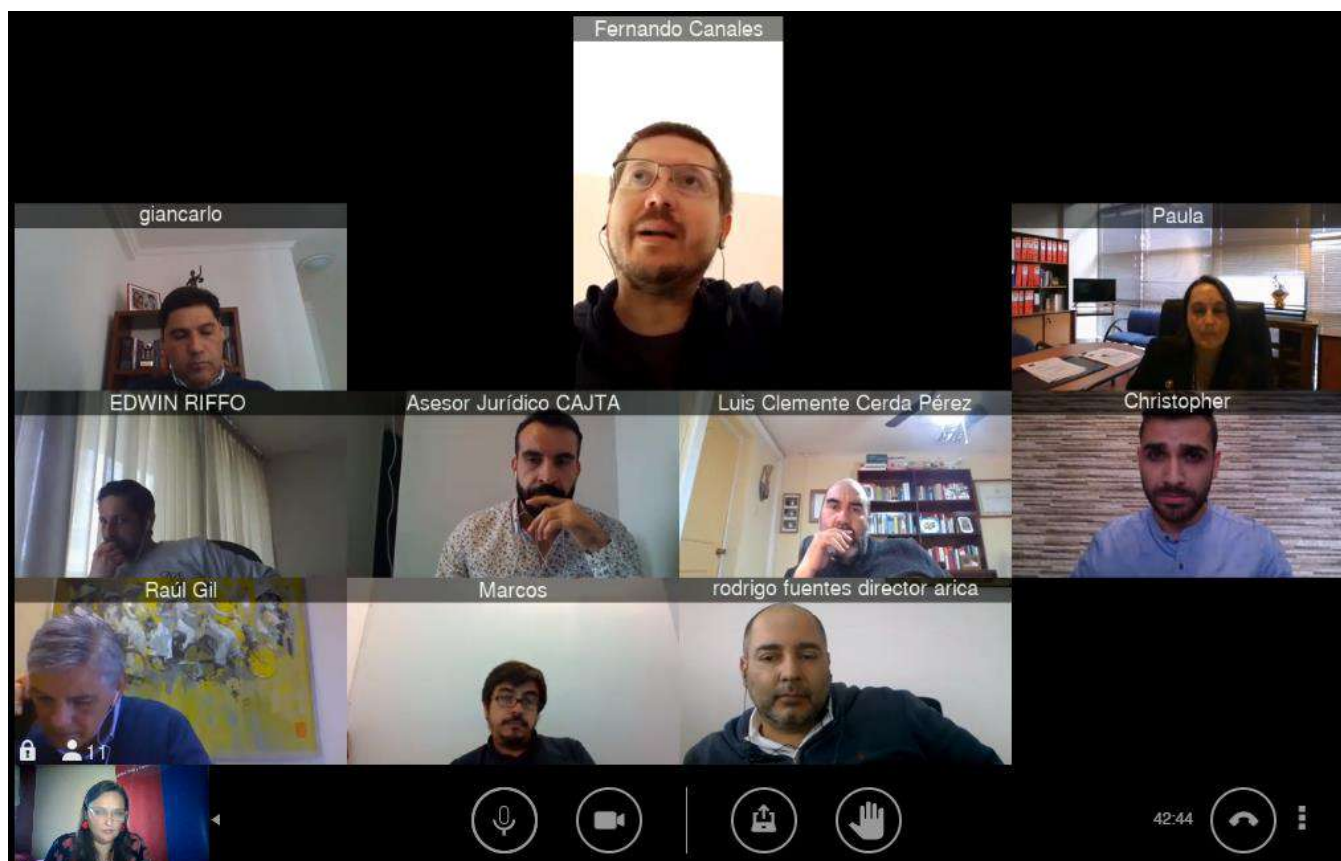 Fernando Canales
giancarlo
Paula
EDWIN RIFFO
Asesor Jurídico CAJTA
Luis Clemente Cerda Pérez
Christopher
Raúl Gil
Marcos
rodrigo fuentes director arica
11
42:44